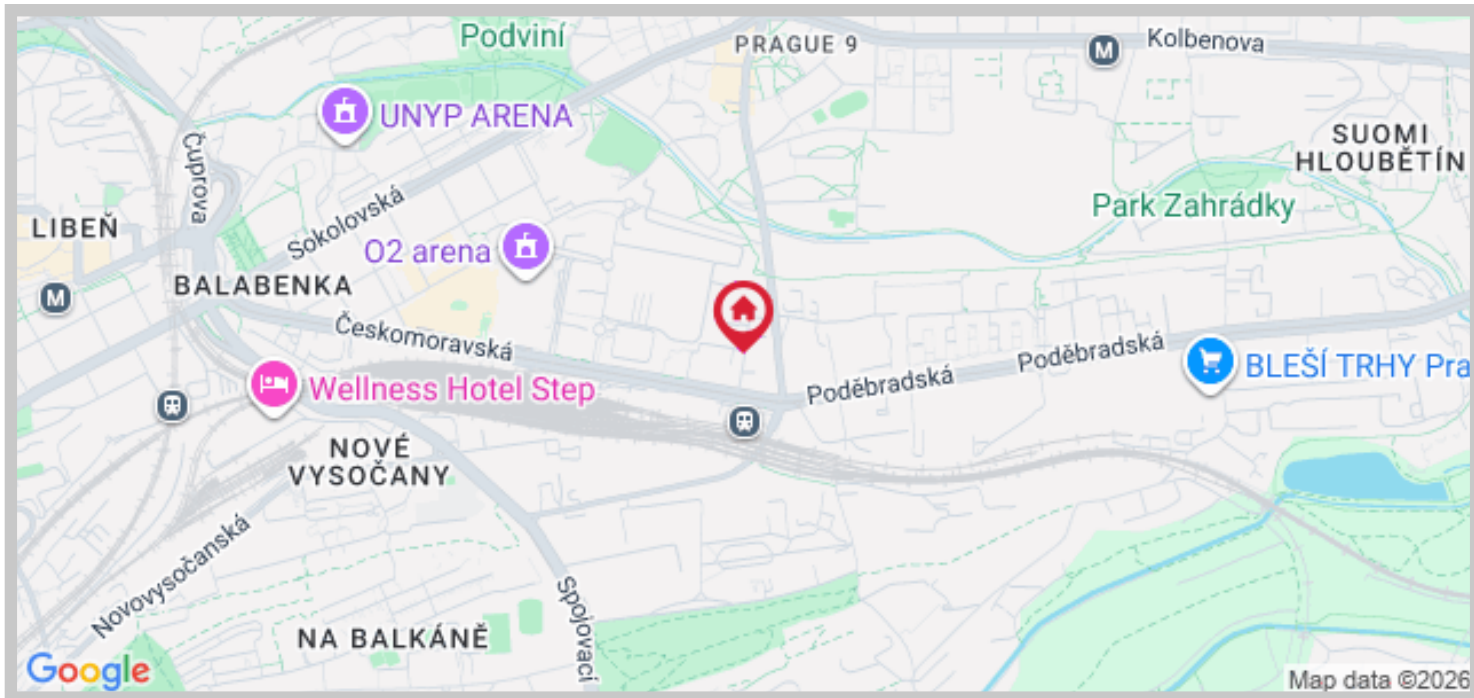 Podviní
PRAGUE 9
M
Kolbenova
UNYP ARENA
Čuprova
SUOMI
HLOUBĚTÍN
Sokolovská
Park Zahrádky
LIBEŇ
O2 arena
BALABENKA
M
Českomoravská
Poděbradská
Poděbradská
BLEŠÍ TRHY Pra
Wellness Hotel Step
NOVÉ
VYSOČANY
Novovysočanská
Spojovací
NA BALKÁNĚ
Google
Map data ©2026